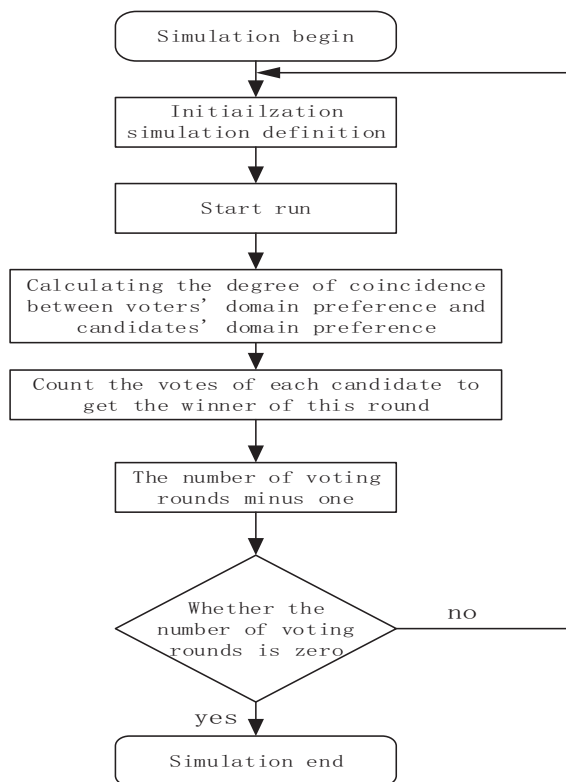 Simulation begin
Initiailzation
simulation definition
Start run
Calculating the degree of coincidence
between voters’ domain preference and
candidates’ domain preference
Count the votes of each candidate to
get the winner of this round
The number of voting
rounds minus one
Whether the
number of voting
rounds is zero
no
yes
Simulation end